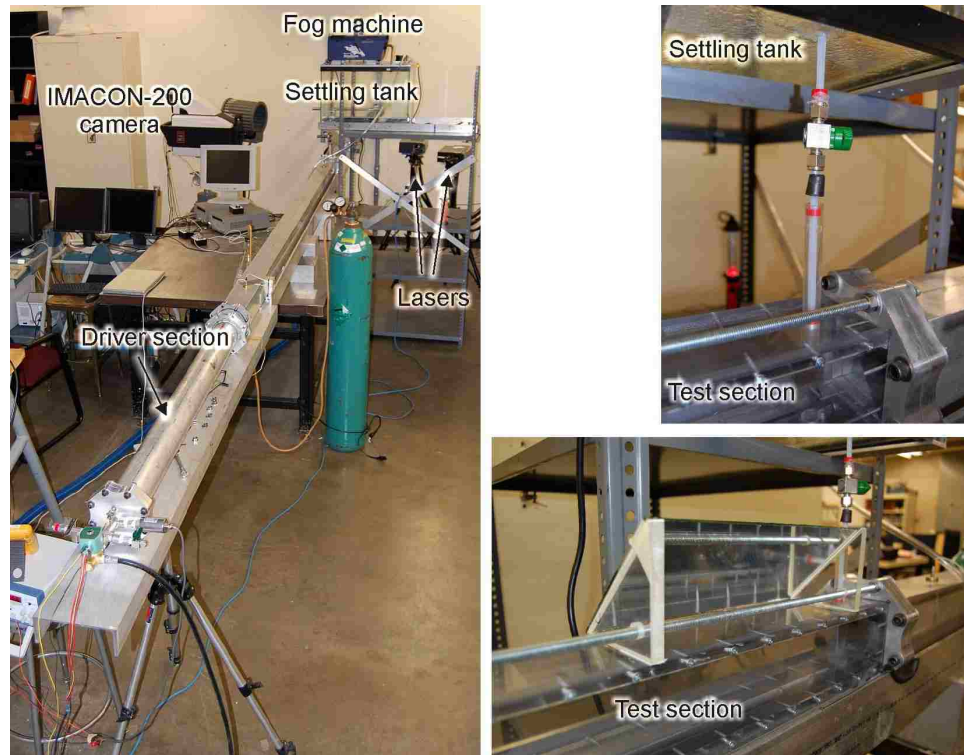 Fog machine
Settling tank
IMACON-200
camera
Lasers
Driver section
Settling tank
Test section
Test section